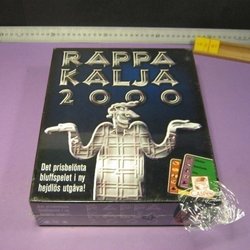 RAPPA
KALJA
2000
Det prisbelönta
bluffspelet i ny
hejdlös utgåva!